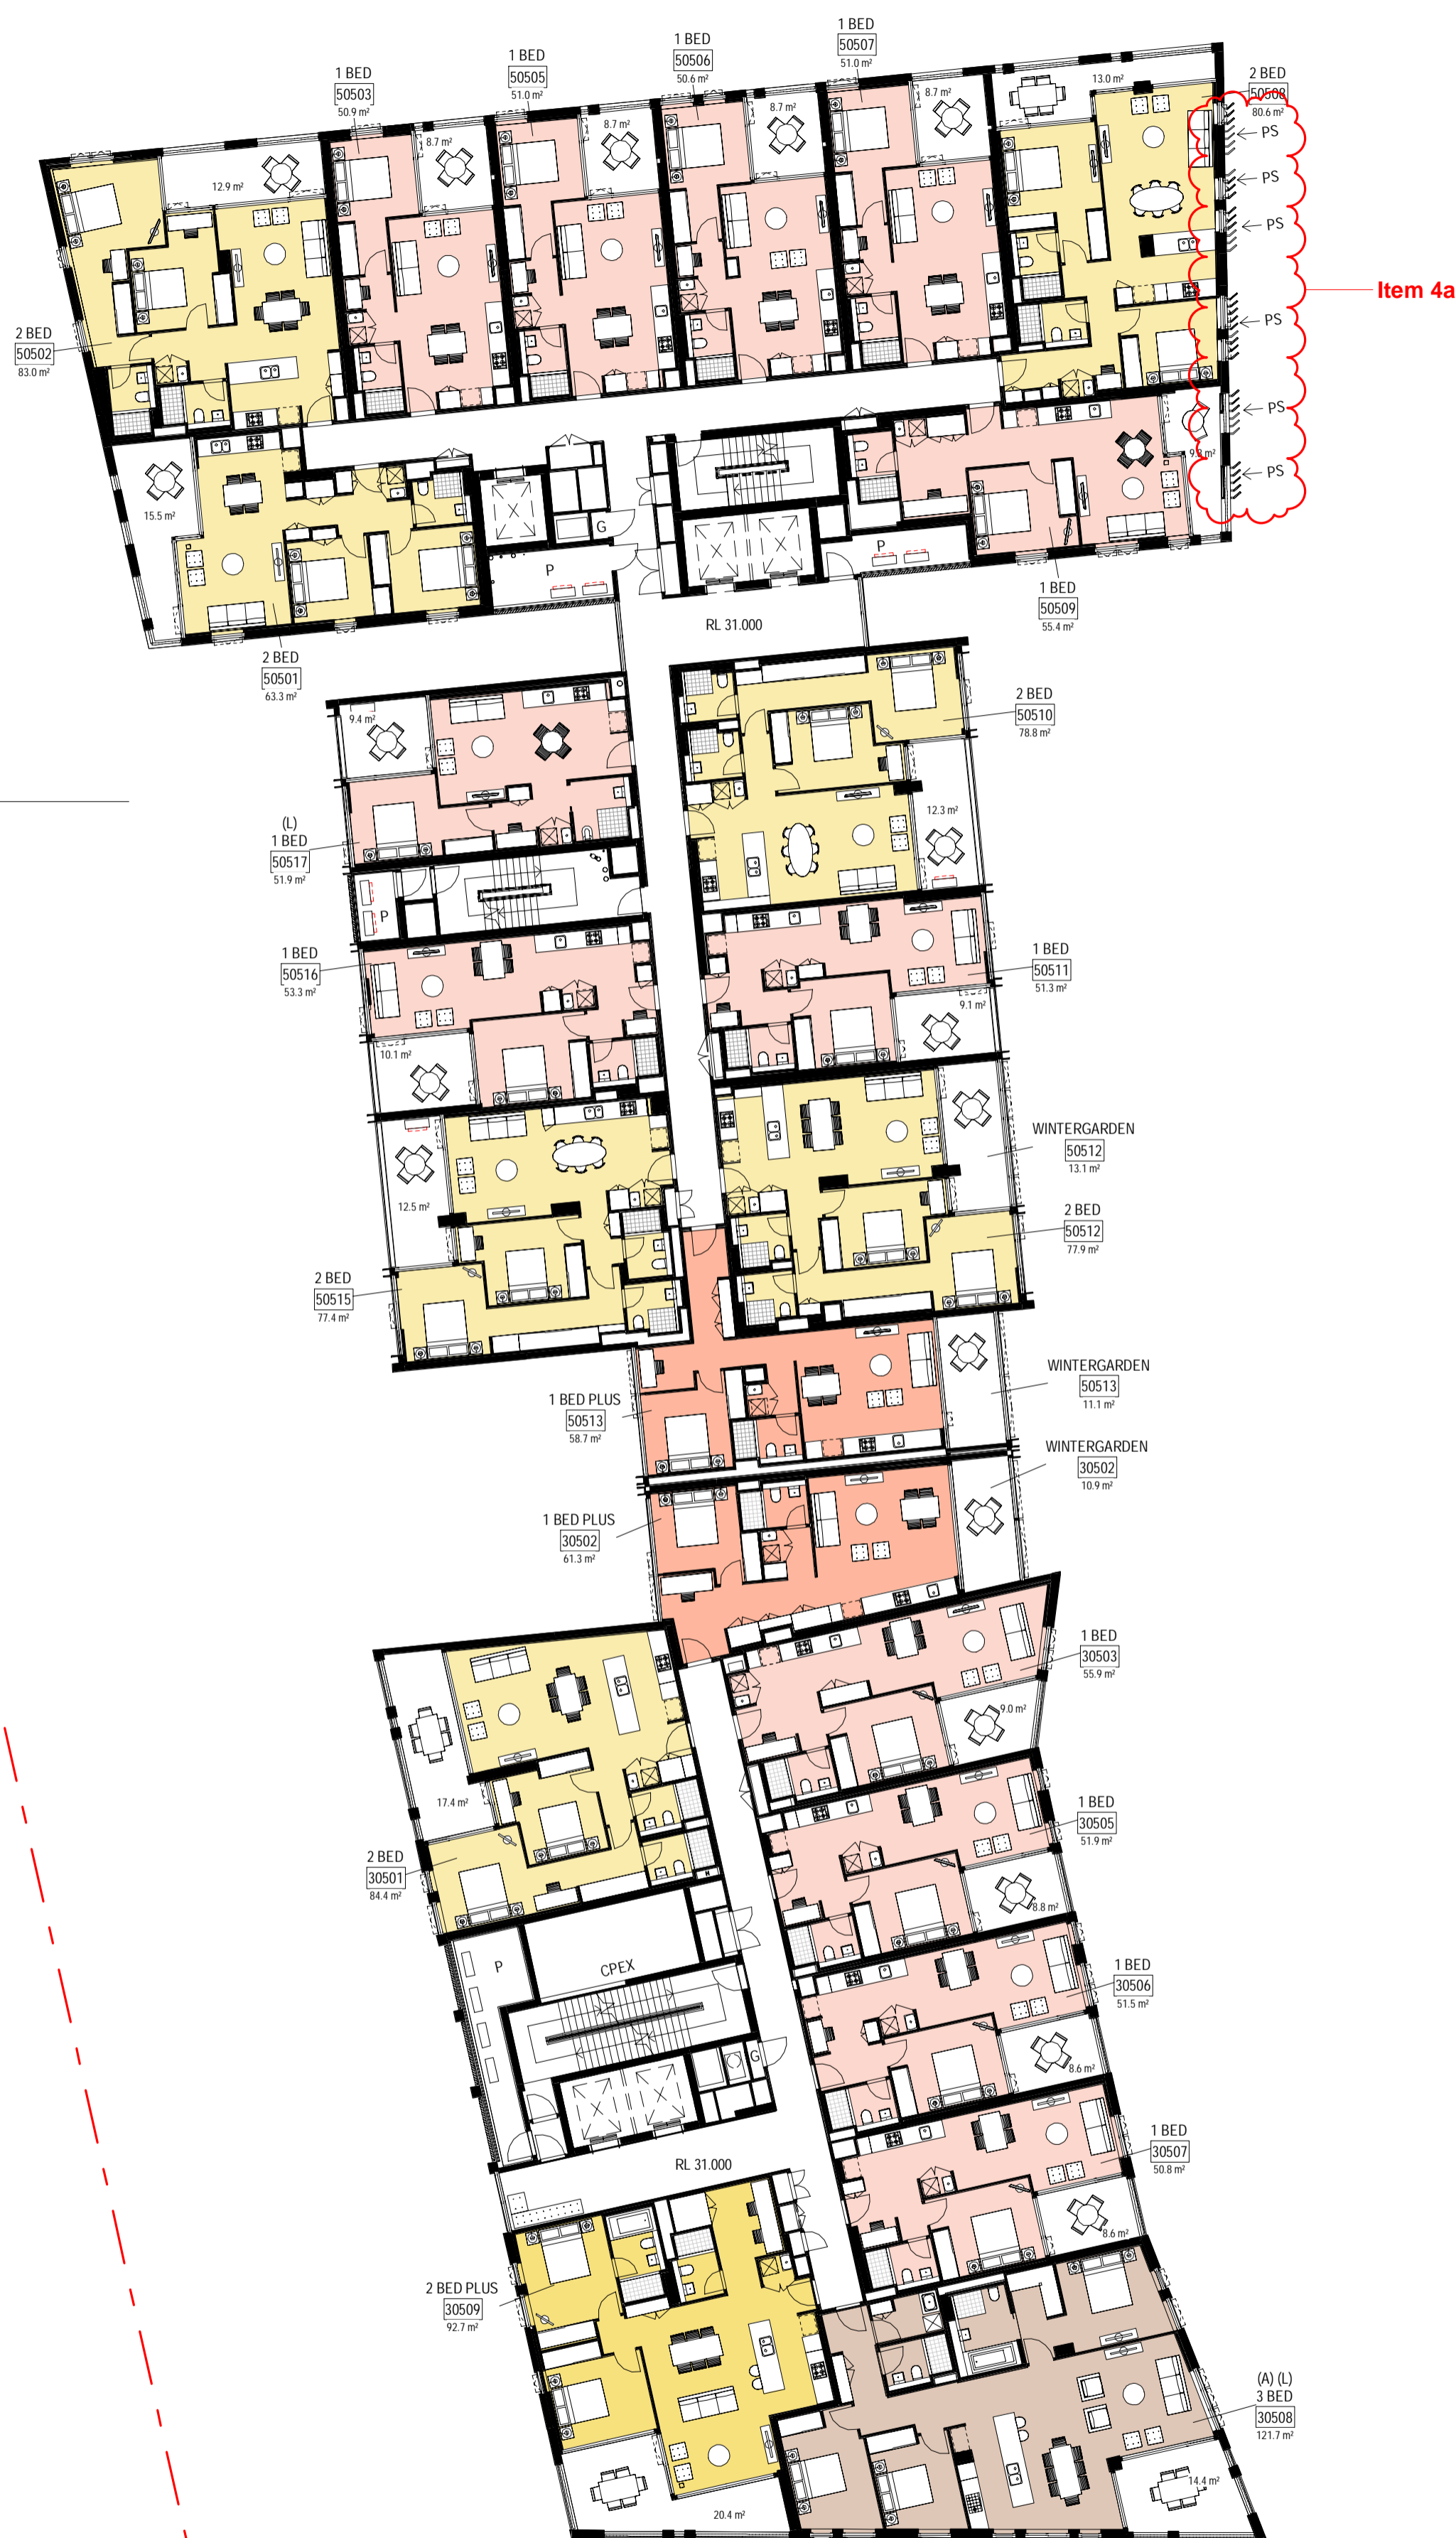 1 BED
50507
51.0 m²
1 BED
50506
50.6 m²
1 BED
50505
51.0 m²
1 BED
50503
50.9 m²
2 BED
50508
80.6 m²
13.0 m²
8.7 m²
8.7 m²
8.7 m²
8.7 m²
12.9 m²
PS
PS
PS
PS
PS
PS
Item 4a
2 BED
50502
83.0 m²
15.5 m²
G
P
P
RL 31.000
1 BED
50509
55.4 m²
2 BED
50501
63.3 m²
9.4 m²
2 BED
50510
78.8 m²
12.3 m²
(L)
1 BED
50517
51.9 m²
P
1 BED
50516
53.3 m²
1 BED
50511
51.3 m²
9.1 m²
10.1 m²
WINTERGARDEN
50512
13.1 m²
12.5 m²
2 BED
50512
77.9 m²
2 BED
50515
77.4 m²
WINTERGARDEN
50513
11.1 m²
1 BED PLUS
50513
58.7 m²
WINTERGARDEN
30502
10.9 m²
1 BED PLUS
30502
61.3 m²
1 BED
30503
55.9 m²
9.0 m²
17.4 m²
1 BED
30505
51.9 m²
2 BED
30501
84.4 m²
8.8 m²
P
CPEX
1 BED
30506
51.5 m²
G
8.6 m²
1 BED
30507
50.8 m²
RL 31.000
8.6 m²
2 BED PLUS
30509
92.7 m²
(A) (L)
3 BED
30508
121.7 m²
14.4 m²
20.4 m²